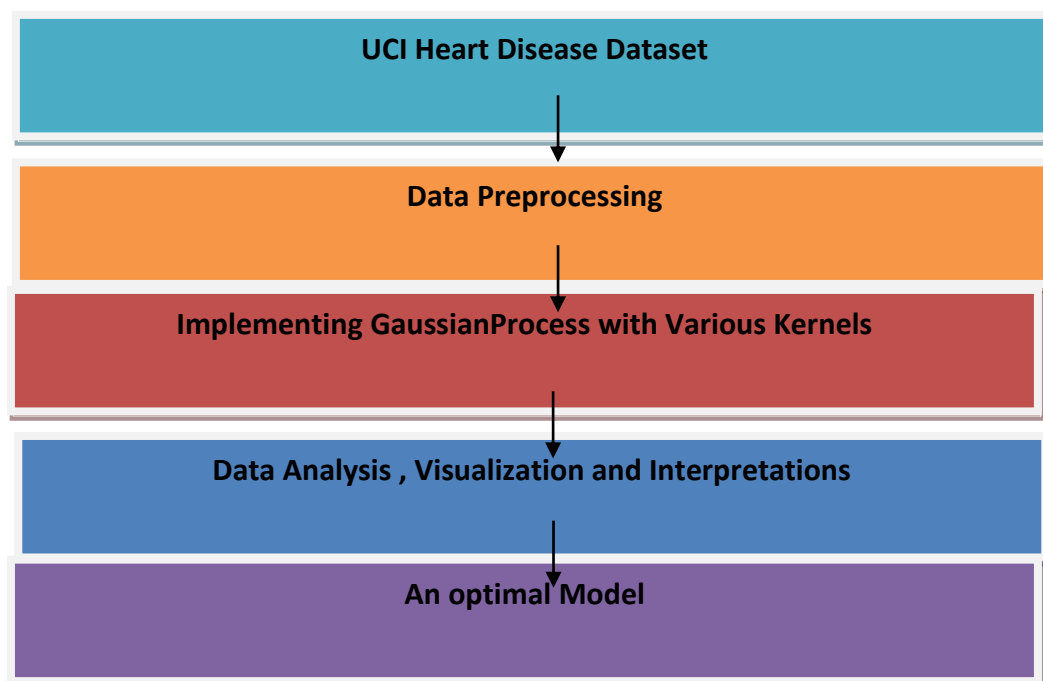 UCI Heart Disease Dataset
Data Preprocessing
Implementing GaussianProcess with Various Kernels
Data Analysis , Visualization and Interpretations
An optimal Model